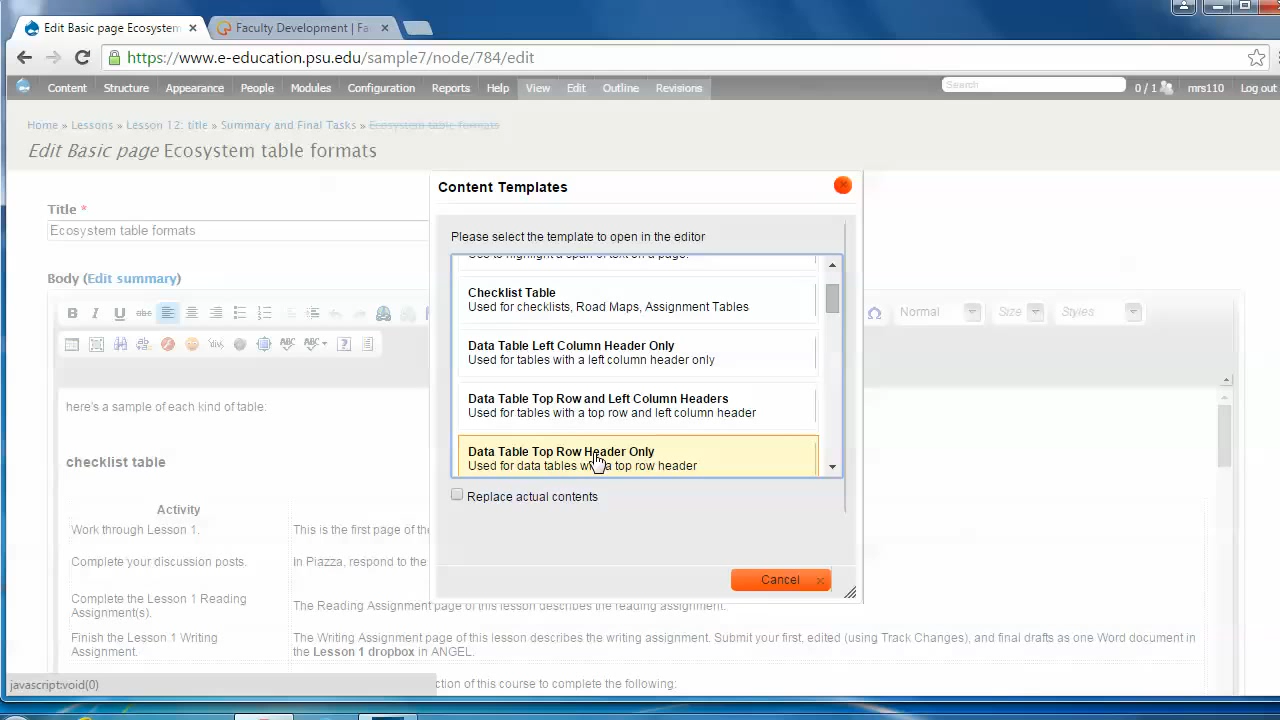 Edit Basic page Ecosystem
Faculty Development | Fa
https://www.e-education.psu.edu/sample7/node/784/edit
Content Structure Appearance People Modules Configuration Reports Help View Edit Outline Revisions Search 0 / 1 mrs110 Log out
Home » Lessons » Lesson 12: title » Summary and Final Tasks » Ecosystem table formats
Edit Basic page Ecosystem table formats
Content Templates
Title *
Please select the template to open in the editor
Ecosystem table formats
Used to highlight a span of text on a page.
Body (Edit summary)
Checklist Table
Used for checklists, Road Maps, Assignment Tables
B I U abc
Normal Size Styles
Data Table Left Column Header Only
Used for tables with a left column header only
Data Table Top Row and Left Column Headers
Used for tables with a top row and left column header
here's a sample of each kind of table:
Data Table Top Row Header Only
Used for data tables with a top row header
checklist table
Replace actual contents
Activity
Work through Lesson 1. This is the first page of the
Complete your discussion posts. In Piazza, respond to the
Cancel
Complete the Lesson 1 Reading
Assignment(s).
The Reading Assignment page of this lesson describes the reading assignment.
Finish the Lesson 1 Writing
Assignment.
The Writing Assignment page of this lesson describes the writing assignment. Submit your first, edited (using Track Changes), and final drafts as one Word document in
the Lesson 1 dropbox in ANGEL.
ction of this course to complete the following:
javascript:void(0)